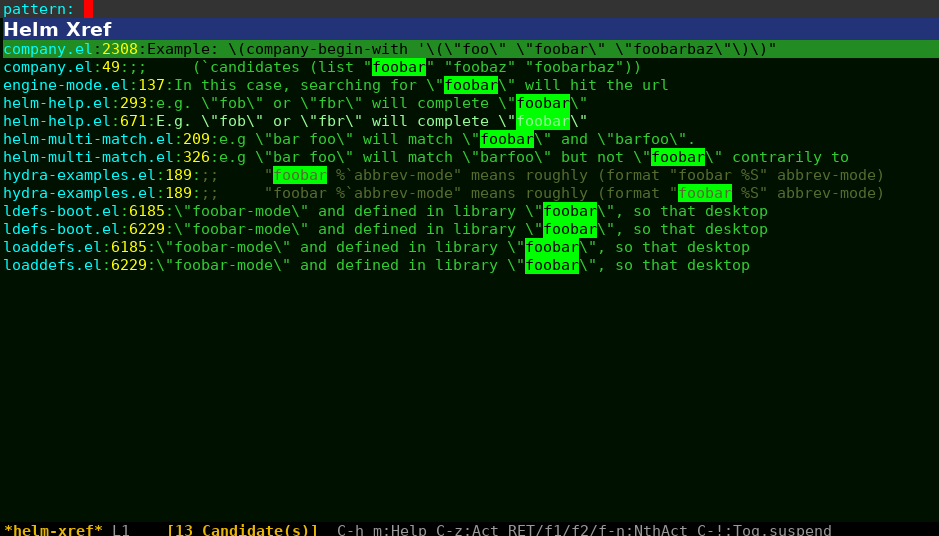 pattern:
Helm Xref
company.el:2308:Example: \(company-begin-with '\(\"foo\" \"foobar\" \"foobarbaz\"\)\)"
company.el:49:;;     (`candidates (list "foobar" "foobaz" "foobarbaz"))
engine-mode.el:137:In this case, searching for \"foobar\" will hit the url
helm-help.el:293:e.g. \"fob\" or \"fbr\" will complete \"foobar\"
helm-help.el:671:E.g. \"fob\" or \"fbr\" will complete \"foobar\"
helm-multi-match.el:209:e.g \"bar foo\" will match \"foobar\" and \"barfoo\".
helm-multi-match.el:326:e.g \"bar foo\" will match \"barfoo\" but not \"foobar\" contrarily to
hydra-examples.el:189:;;     "foobar %`abbrev-mode" means roughly (format "foobar %S" abbrev-mode)
hydra-examples.el:189:;;     "foobar %`abbrev-mode" means roughly (format "foobar %S" abbrev-mode)
ldefs-boot.el:6185:\"foobar-mode\" and defined in library \"foobar\", so that desktop
ldefs-boot.el:6229:\"foobar-mode\" and defined in library \"foobar\", so that desktop
loaddefs.el:6185:\"foobar-mode\" and defined in library \"foobar\", so that desktop
loaddefs.el:6229:\"foobar-mode\" and defined in library \"foobar\", so that desktop
*helm-xref* L1    [13 Candidate(s)]  C-h m:Help C-z:Act RET/f1/f2/f-n:NthAct C-!:Tog.suspend